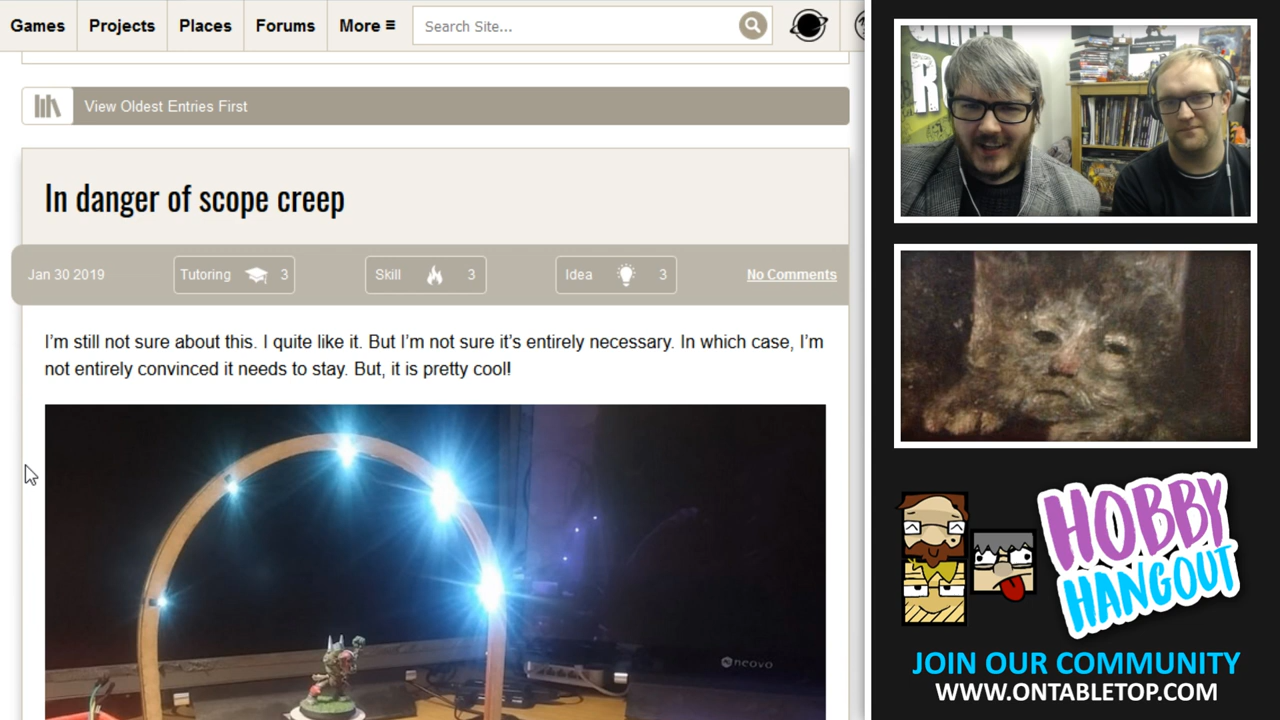 Games Projects Places Forums More ≡ Search Site...
View Oldest Entries First
In danger of scope creep
Jan 30 2019 Tutoring 3 Skill 3 Idea 3 No Comments
I'm still not sure about this. I quite like it. But I'm not sure it's entirely necessary. In which case, I'm
not entirely convinced it needs to stay. But, it is pretty cool!
neovo
HOBBY
HANGOUT
JOIN OUR COMMUNITY
WWW.ONTABLETOP.COM